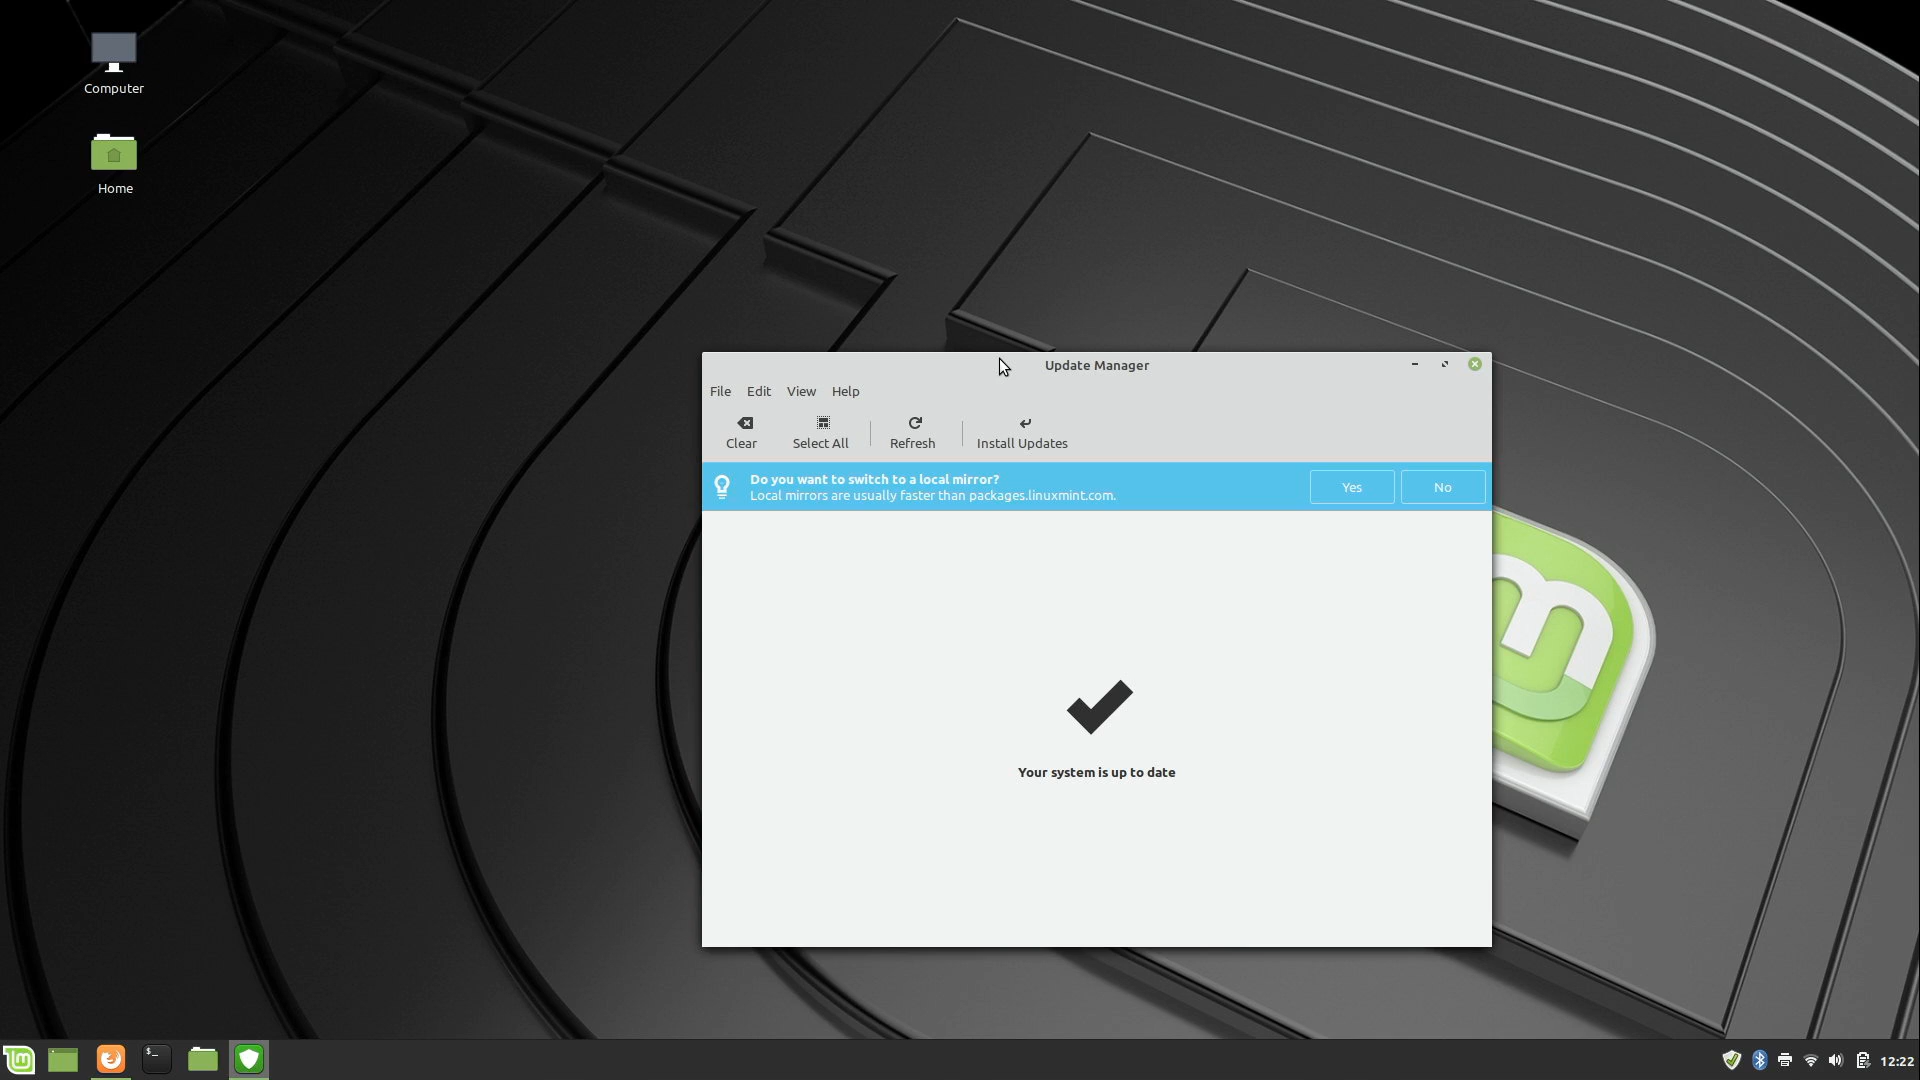 Computer
Home
Update Manager
File Edit View Help
Clear Select All Refresh Install Updates
Do you want to switch to a local mirror?
Local mirrors are usually faster than packages.linuxmint.com.
Yes No
Your system is up to date
$_
12:22